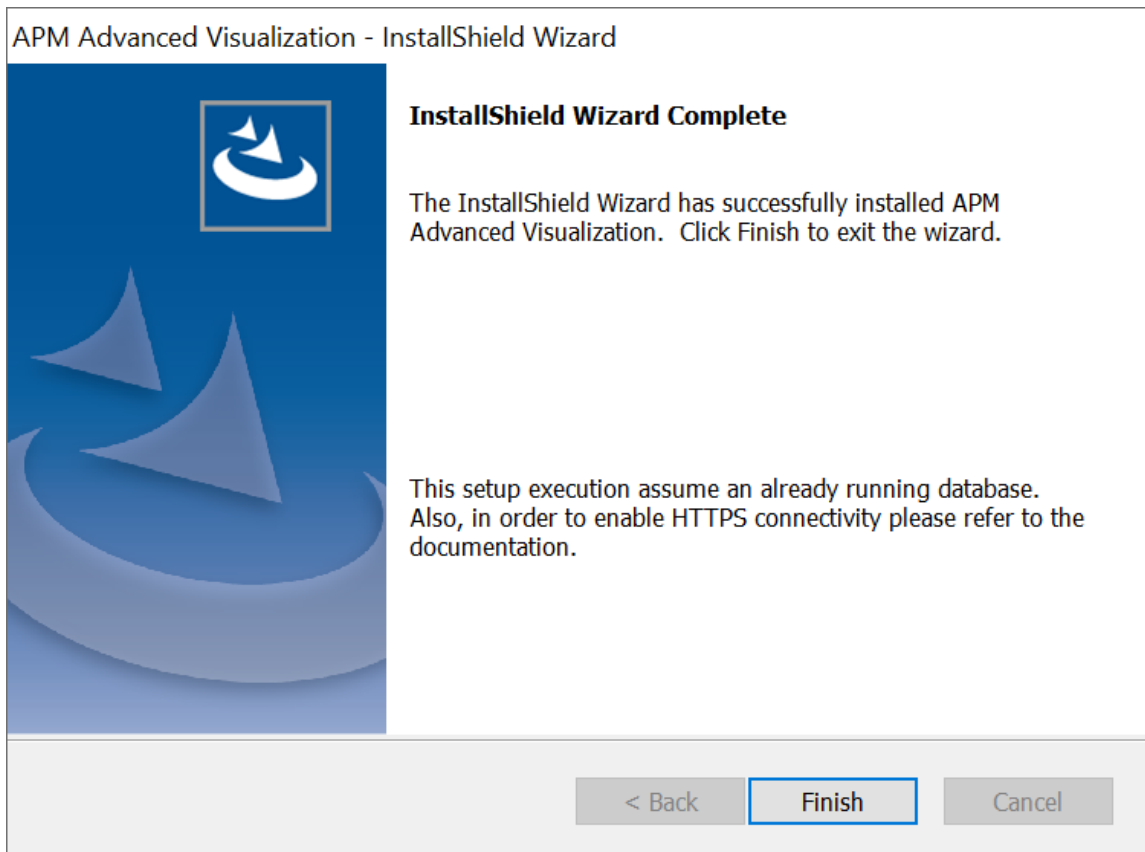 APM Advanced Visualization - InstallShield Wizard
InstallShield Wizard Complete
The InstallShield Wizard has successfully installed APM
Advanced Visualization.  Click Finish to exit the wizard.
This setup execution assume an already running database.
Also, in order to enable HTTPS connectivity please refer to the
documentation.
< Back
Finish
Cancel